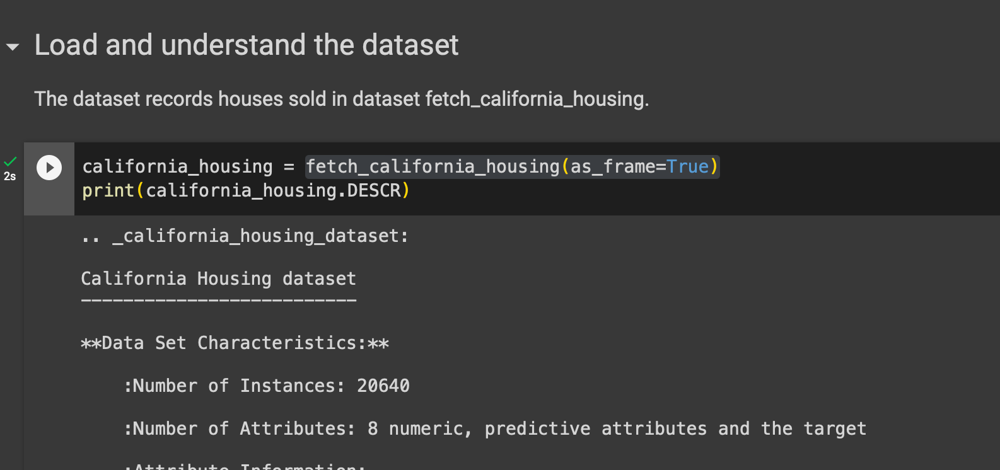 Load and understand the dataset
The dataset records houses sold in dataset fetch_california_housing.
2s
california_housing = fetch_california_housing(as_frame=True)
print(california_housing.DESCR)
.. _california_housing_dataset:
California Housing dataset
--------------------------
**Data Set Characteristics:**
:Number of Instances: 20640
:Number of Attributes: 8 numeric, predictive attributes and the target
:Attribute Information: